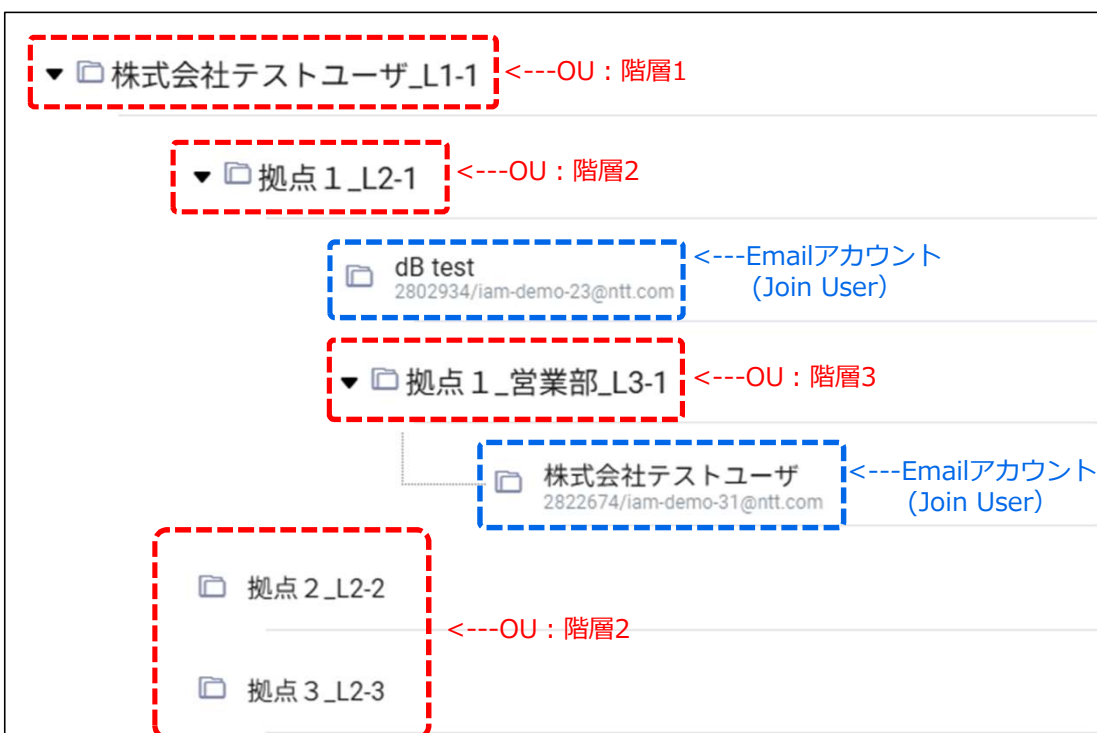 株式会社テストユーザ_L1-1 <---OU：階層1
拠点１_L2-1 <---OU：階層2
dB test
2802934/iam-demo-23@ntt.com
<---Emailアカウント
(Join User）
拠点１_営業部_L3-1 <---OU：階層3
株式会社テストユーザ
2822674/iam-demo-31@ntt.com
<---Emailアカウント
(Join User）
拠点２_L2-2
<---OU：階層2
拠点３_L2-3